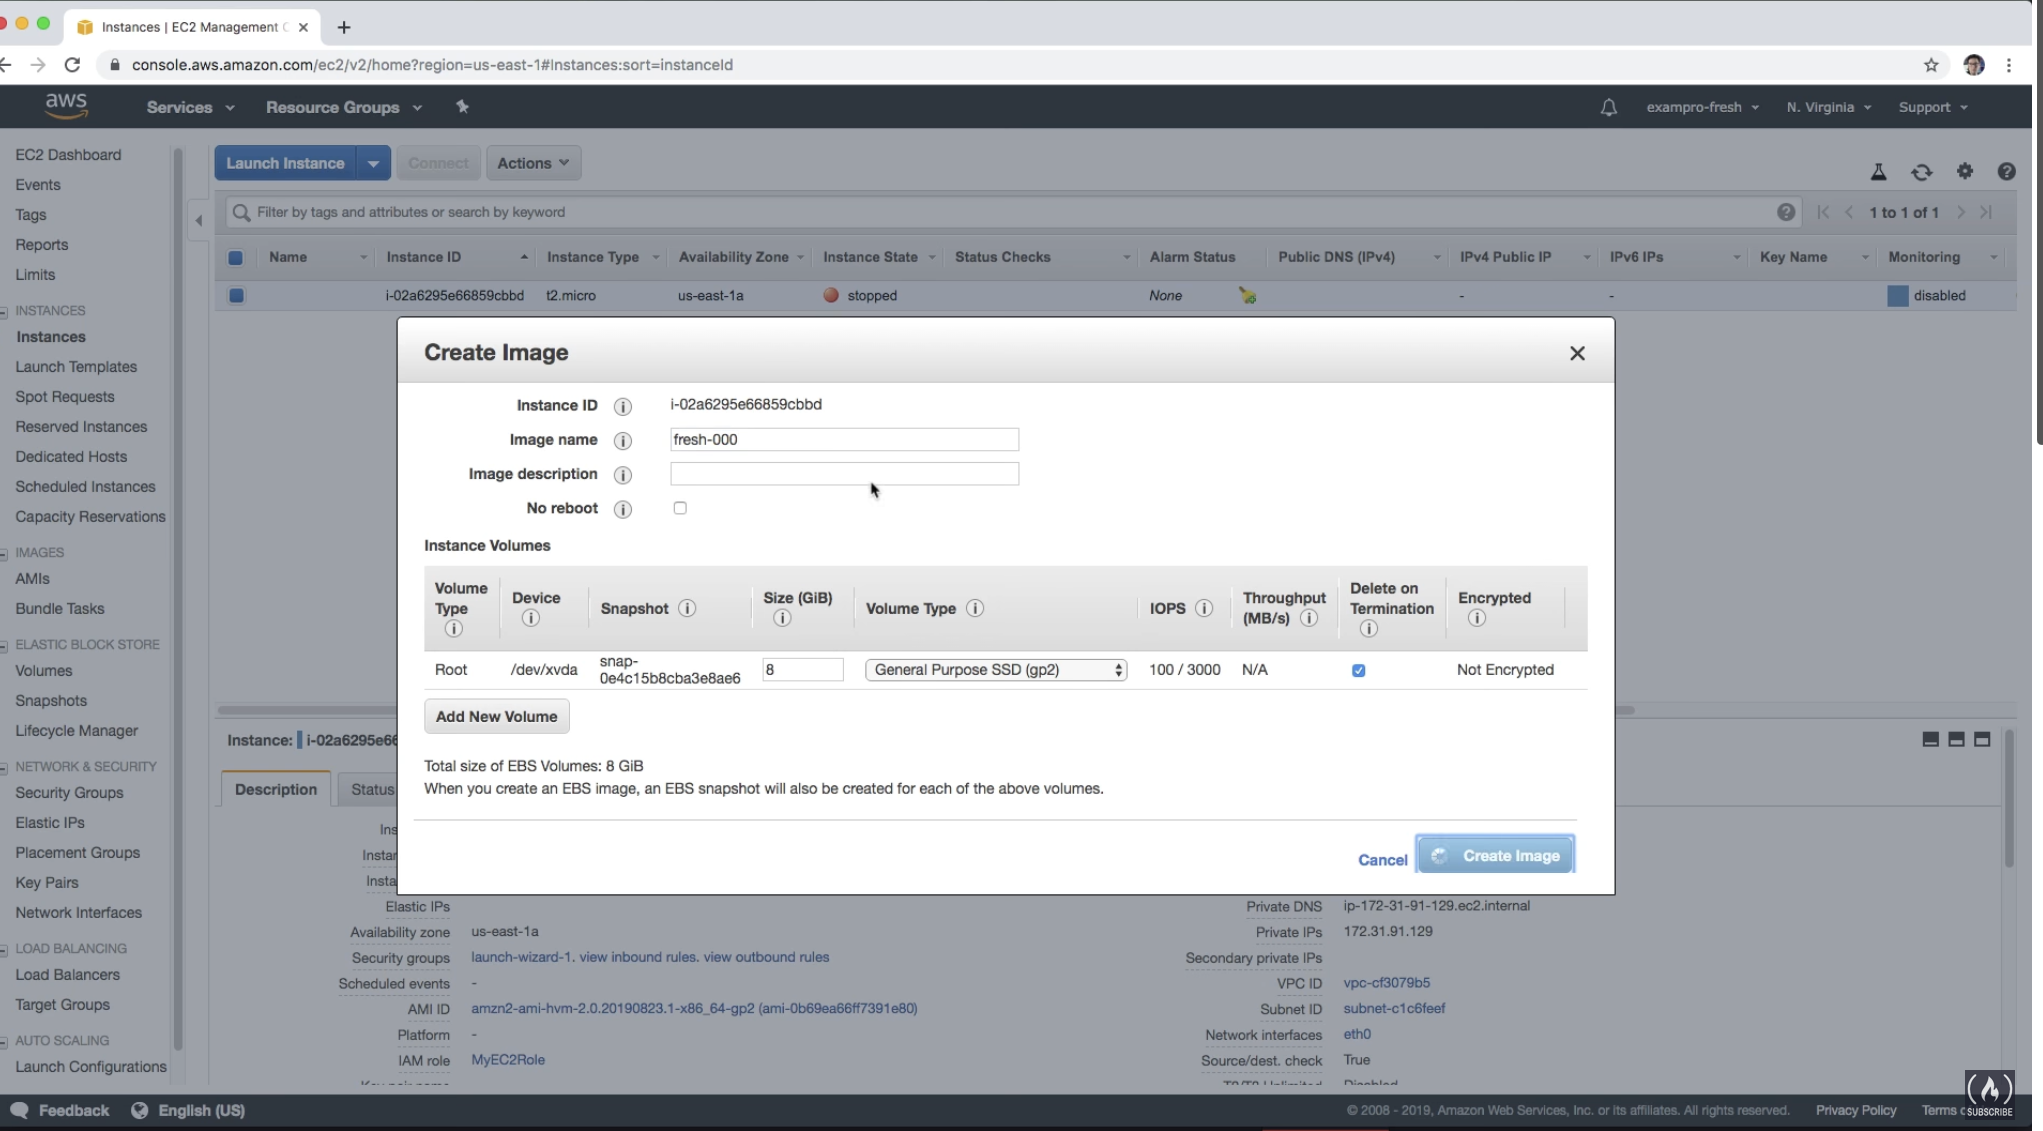 Instances | EC2 Management C
console.aws.amazon.com/ec2/v2/home?region=us-east-1#Instances:sort=instanceId
aws
Services
Resource Groups
exampro-fresh
N. Virginia
Support
EC2 Dashboard
Events
Tags
Reports
Limits
INSTANCES
Instances
Launch Templates
Spot Requests
Reserved Instances
Dedicated Hosts
Scheduled Instances
Capacity Reservations
IMAGES
AMIs
Bundle Tasks
ELASTIC BLOCK STORE
Volumes
Snapshots
Lifecycle Manager
NETWORK & SECURITY
Security Groups
Elastic IPs
Placement Groups
Key Pairs
Network Interfaces
LOAD BALANCING
Load Balancers
Target Groups
AUTO SCALING
Launch Configurations
Launch Instance
Connect
Actions
Filter by tags and attributes or search by keyword
1 to 1 of 1
Name Instance ID Instance Type Availability Zone Instance State Status Checks Alarm Status Public DNS (IPv4) IPv4 Public IP IPv6 IPs Key Name Monitoring
i-02a6295e66859cbbd t2.micro us-east-1a stopped None - - disabled
Create Image
Instance ID i-02a6295e66859cbbd
Image name fresh-000
Image description
No reboot
Instance Volumes
Volume Type Device Snapshot Size (GiB) Volume Type IOPS Throughput (MB/s) Delete on Termination Encrypted
Root /dev/xvda snap-0e4c15b8cba3e8ae6 8 General Purpose SSD (gp2) 100 / 3000 N/A Not Encrypted
Add New Volume
Total size of EBS Volumes: 8 GiB
When you create an EBS image, an EBS snapshot will also be created for each of the above volumes.
Cancel
Create Image
Instance: i-02a6295e66
Description
Status
Ins
Instan
Insta
Elastic IPs
Availability zone us-east-1a
Security groups launch-wizard-1. view inbound rules. view outbound rules
Scheduled events -
AMI ID amzn2-ami-hvm-2.0.20190823.1-x86_64-gp2 (ami-0b69ea66ff7391e80)
Platform -
IAM role MyEC2Role
Private DNS ip-172-31-91-129.ec2.internal
Private IPs 172.31.91.129
Secondary private IPs
VPC ID vpc-cf3079b5
Subnet ID subnet-c1c6feef
Network interfaces eth0
Source/dest. check True
Feedback
English (US)
© 2008 - 2019, Amazon Web Services, Inc. or its affiliates. All rights reserved.
Privacy Policy
Terms
SUBSCRIBE